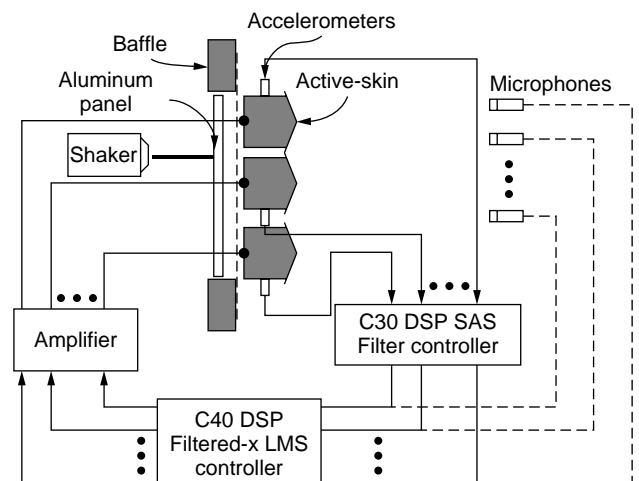 Accelerometers
Baffle
Aluminum
panel
Active-skin
Microphones
Shaker
Amplifier
C30 DSP SAS
Filter controller
C40 DSP
Filtered-x LMS
controller